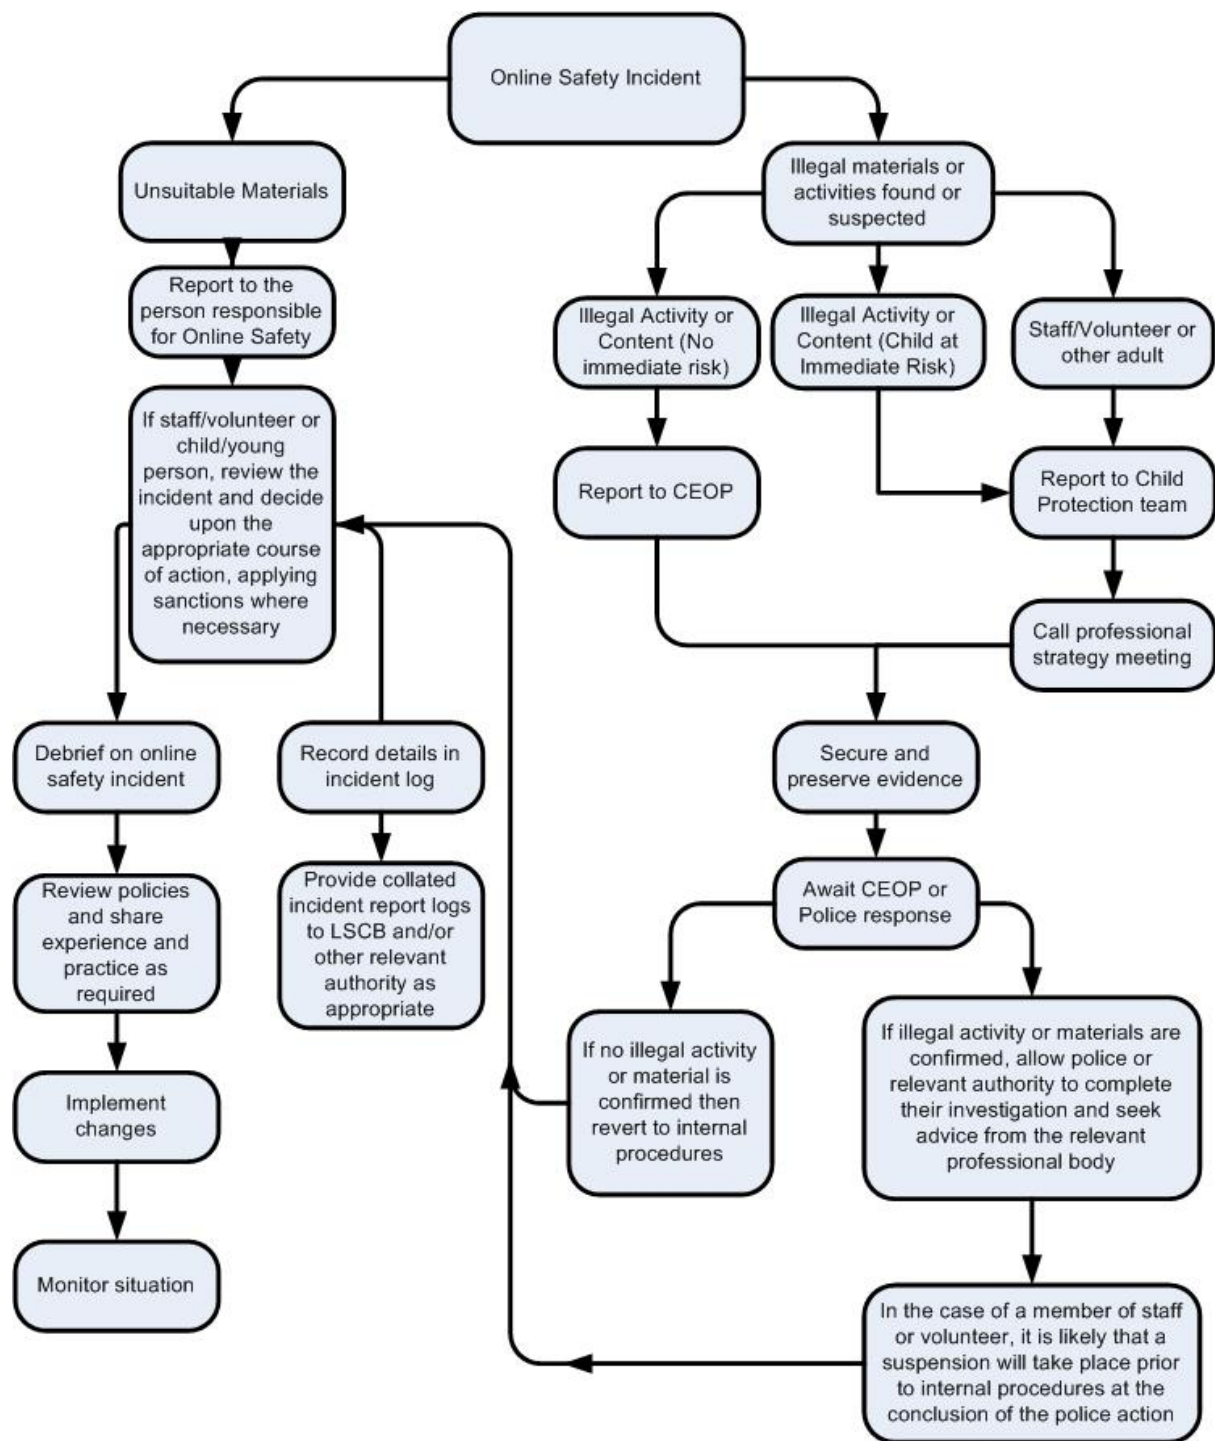 Online Safety Incident
Unsuitable Materials
Illegal materials or
activities found or
suspected
Report to the
person responsible
for Online Safety
Illegal Activity or
Content (No
immediate risk)
Illegal Activity or
Content (Child at
Immediate Risk)
Staff/Volunteer or
other adult
If staff/volunteer or
child/young
person, review the
incident and decide
upon the
appropriate course
of action, applying
sanctions where
necessary
Report to CEOP
Report to Child
Protection team
Call professional
strategy meeting
Debrief on online
safety incident
Record details in
incident log
Secure and
preserve evidence
Review policies
and share
experience and
practice as
required
Provide collated
incident report logs
to LSCB and/or
other relevant
authority as
appropriate
Await CEOP or
Police response
If no illegal activity
or material is
confirmed then
revert to internal
procedures
If illegal activity or materials are
confirmed, allow police or
relevant authority to complete
their investigation and seek
advice from the relevant
professional body
Implement
changes
Monitor situation
In the case of a member of staff
or volunteer, it is likely that a
suspension will take place prior
to internal procedures at the
conclusion of the police action